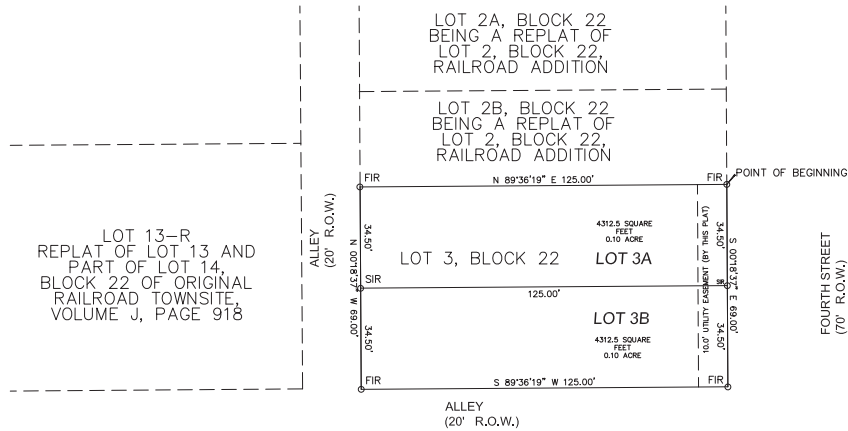 LOT 2A, BLOCK 22
BEING A REPLAT OF
LOT 2, BLOCK 22,
RAILROAD ADDITION
LOT 2B, BLOCK 22
BEING A REPLAT OF
LOT 2, BLOCK 22,
RAILROAD ADDITION
FIR
N 89°36'19" E 125.00'
FIR
POINT OF BEGINNING
LOT 13-R
REPLAT OF LOT 13 AND
PART OF LOT 14,
BLOCK 22 OF ORIGINAL
RAILROAD TOWNSITE,
VOLUME J, PAGE 918
ALLEY
(20' R.O.W.)
N 00°18'37" W 69.00'
34.50'
34.50'
LOT 3, BLOCK 22
4312.5 SQUARE
FEET
0.10 ACRE
LOT 3A
10.0' UTILITY EASEMENT (BY THIS PLAT)
34.50'
34.50'
S 00°18'37" E 69.00'
FOURTH STREET
(70' R.O.W.)
SIR
125.00'
SIR
LOT 3B
4312.5 SQUARE
FEET
0.10 ACRE
FIR
S 89°36'19" W 125.00'
FIR
ALLEY
(20' R.O.W.)